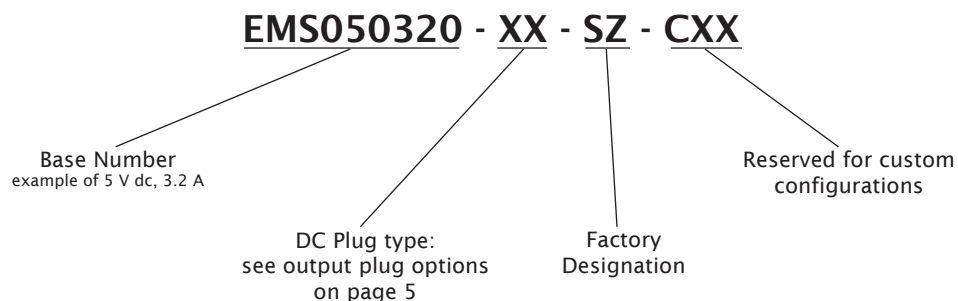 EMS050320 - XX - SZ - CXX
Base Number
example of 5 V dc, 3.2 A
Reserved for custom
configurations
DC Plug type:
see output plug options
on page 5
Factory
Designation